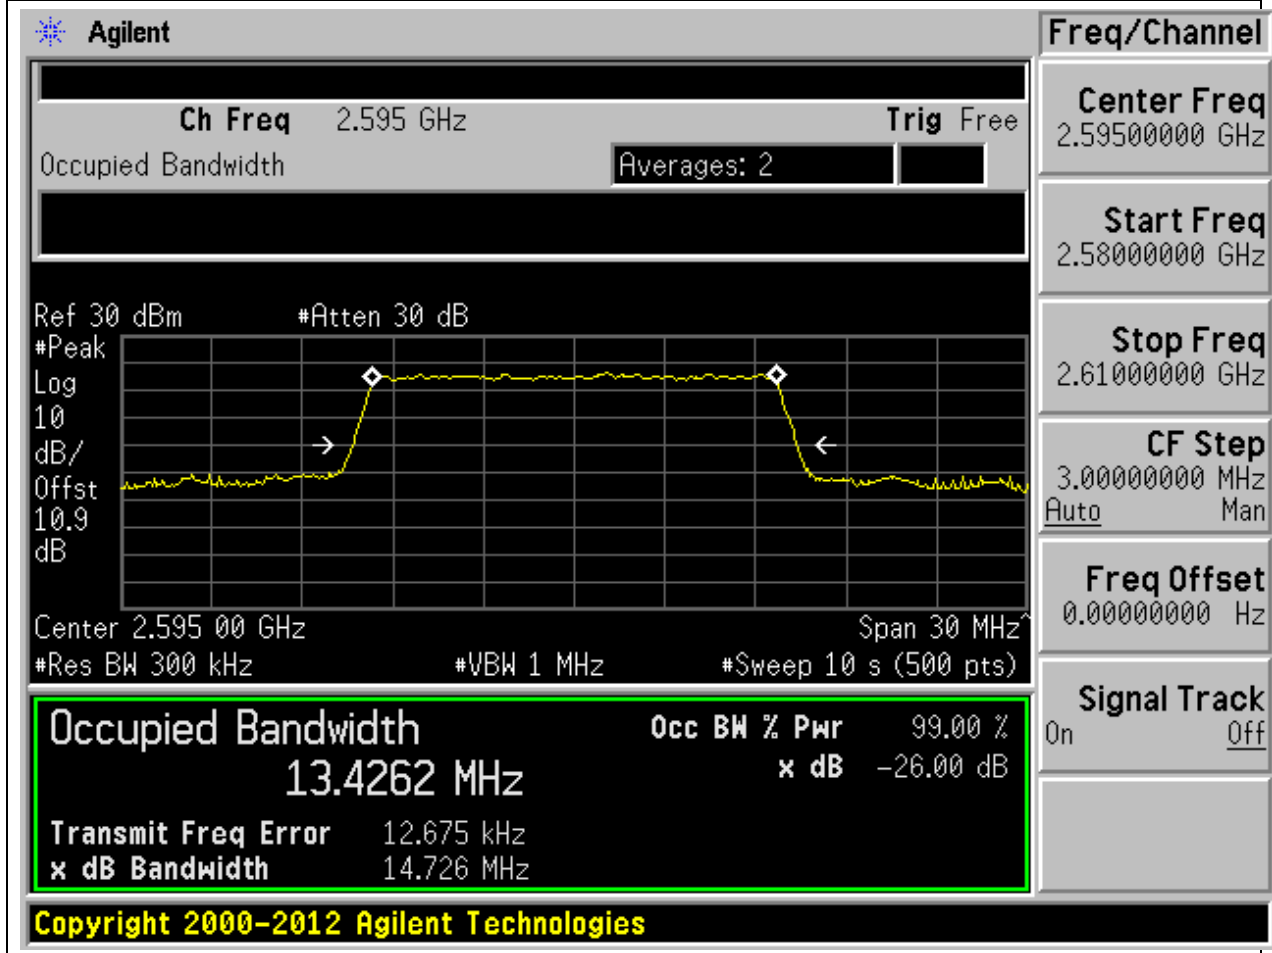 Agilent
Freq/Channel
Ch Freq 2.595 GHz Trig Free
Occupied Bandwidth Averages: 2
Center Freq
2.59500000 GHz
Start Freq
2.58000000 GHz
Stop Freq
2.61000000 GHz
CF Step
3.00000000 MHz
Auto Man
Freq Offset
0.00000000 Hz
Signal Track
On Off
Ref 30 dBm #Atten 30 dB
#Peak
Log
10
dB/
Offst
10.9
dB
Center 2.595 00 GHz Span 30 MHz^
#Res BW 300 kHz #VBW 1 MHz #Sweep 10 s (500 pts)
Occupied Bandwidth Occ BW % Pwr 99.00 %
13.4262 MHz x dB -26.00 dB
Transmit Freq Error 12.675 kHz
x dB Bandwidth 14.726 MHz
Copyright 2000-2012 Agilent Technologies